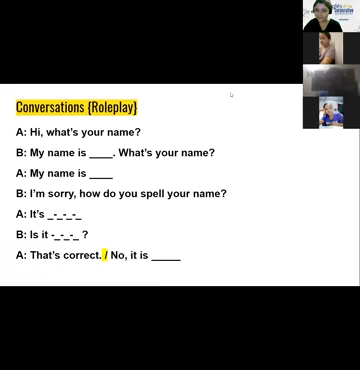 Conversations {Roleplay}
A: Hi, what's your name?
B: My name is ____. What's your name?
A: My name is ____
B: I'm sorry, how do you spell your name?
A: It's _-_-_-_
B: Is it -_-_-_ ?
A: That's correct. / No, it is _____